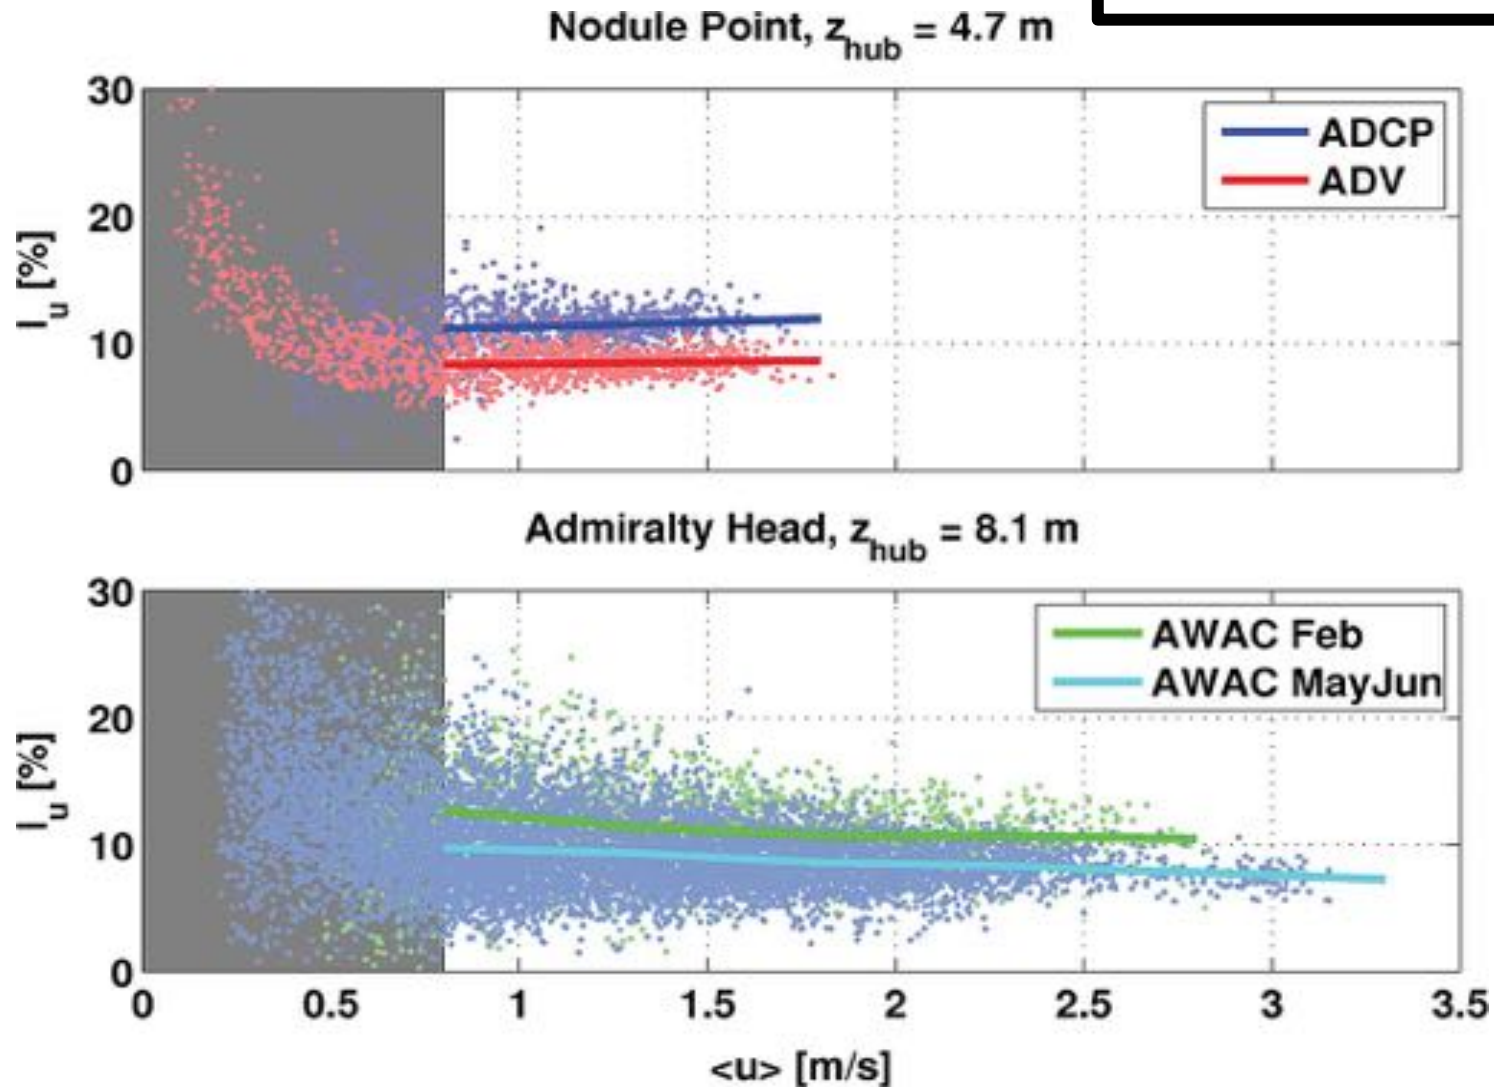 Nodule Point, z_hub = 4.7 m
30
20
10
0
I_u [%]
ADCP
ADV
Admiralty Head, z_hub = 8.1 m
30
20
10
0
I_u [%]
AWAC Feb
AWAC MayJun
0 0.5 1 1.5 2 2.5 3 3.5
<u> [m/s]